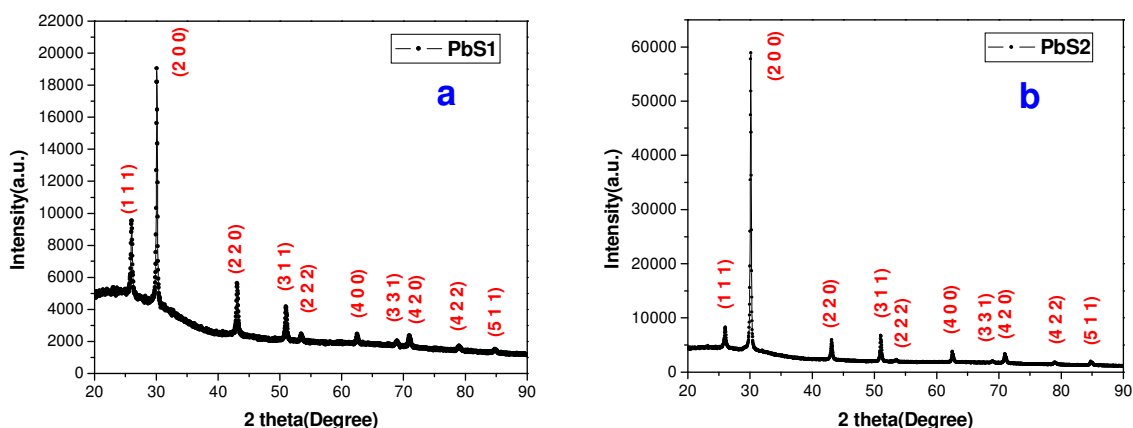 22000
20000
18000
16000
14000
12000
10000
8000
6000
4000
2000
0
Intensity(a.u.)
PbS1
a
(1 1 1)
(2 0 0)
(2 2 0)
(3 1 1)
(2 2 2)
(4 0 0)
(3 3 1)
(4 2 0)
(4 2 2)
(5 1 1)
20 30 40 50 60 70 80 90
2 theta(Degree)
60000
50000
40000
30000
20000
10000
0
Intensity(a.u.)
PbS2
b
(1 1 1)
(2 0 0)
(2 2 0)
(3 1 1)
(2 2 2)
(4 0 0)
(3 3 1)
(4 2 0)
(4 2 2)
(5 1 1)
20 30 40 50 60 70 80 90
2 theta(Degree)